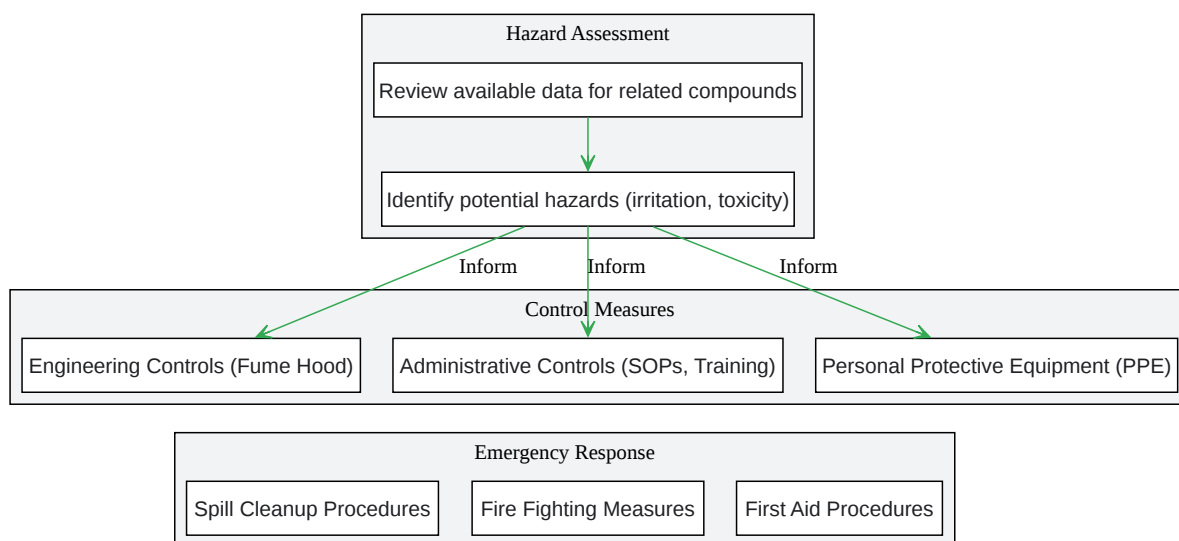 Hazard Assessment
Review available data for related compounds
Identify potential hazards (irritation, toxicity)
Inform
Inform
Inform
Control Measures
Engineering Controls (Fume Hood)
Administrative Controls (SOPs, Training)
Personal Protective Equipment (PPE)
Emergency Response
Spill Cleanup Procedures
Fire Fighting Measures
First Aid Procedures